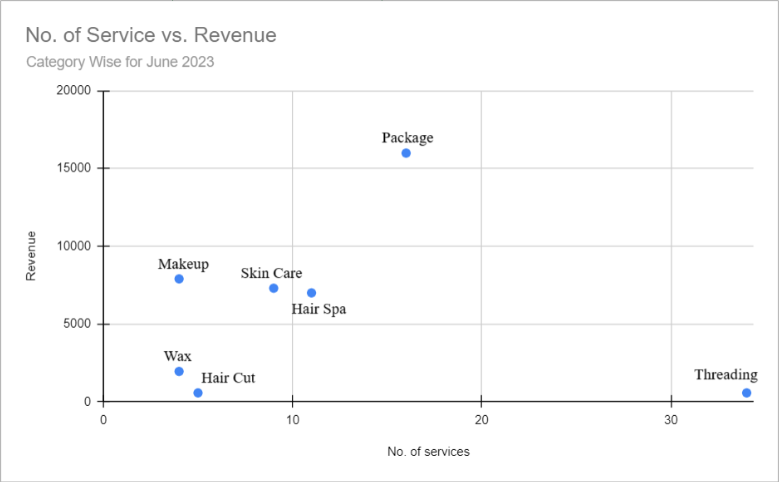 No. of Service vs. Revenue
Category Wise for June 2023
20000
Package
15000
10000
Makeup
Skin Care
Hair Spa
Revenue
5000
Wax
Hair Cut
Threading
0
0 10 20 30
No. of services